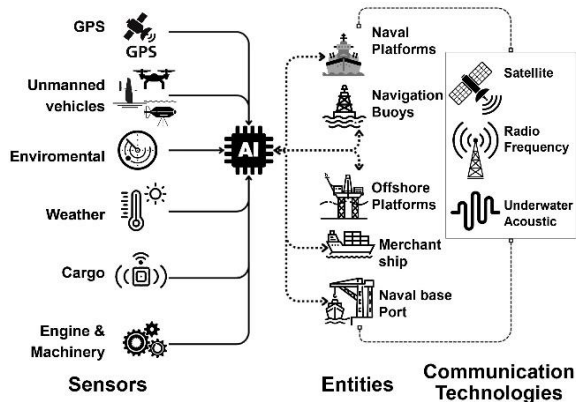 GPS
GPS
Unmanned
vehicles
Enviromental
Weather
Cargo
Engine &
Machinery
Sensors
AI
Naval
Platforms
Navigation
Buoys
Offshore
Platforms
Merchant
ship
Naval base
Port
Entities
Satellite
Radio
Frequency
Underwater
Acoustic
Communication
Technologies